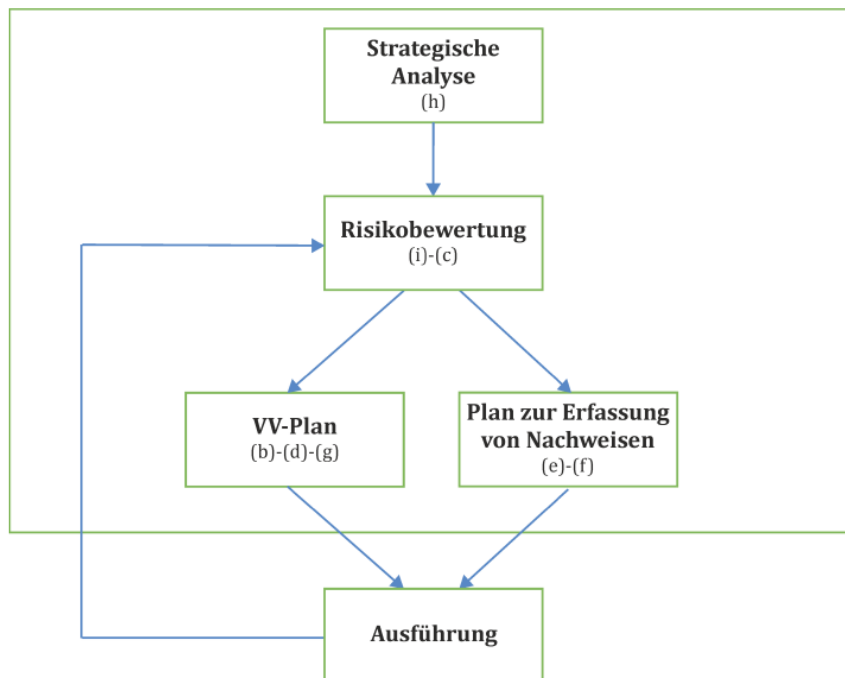 Strategische
Analyse
(h)
Risikobewertung
(i)-(c)
VV-Plan
(b)-(d)-(g)
Plan zur Erfassung
von Nachweisen
(e)-(f)
Ausführung